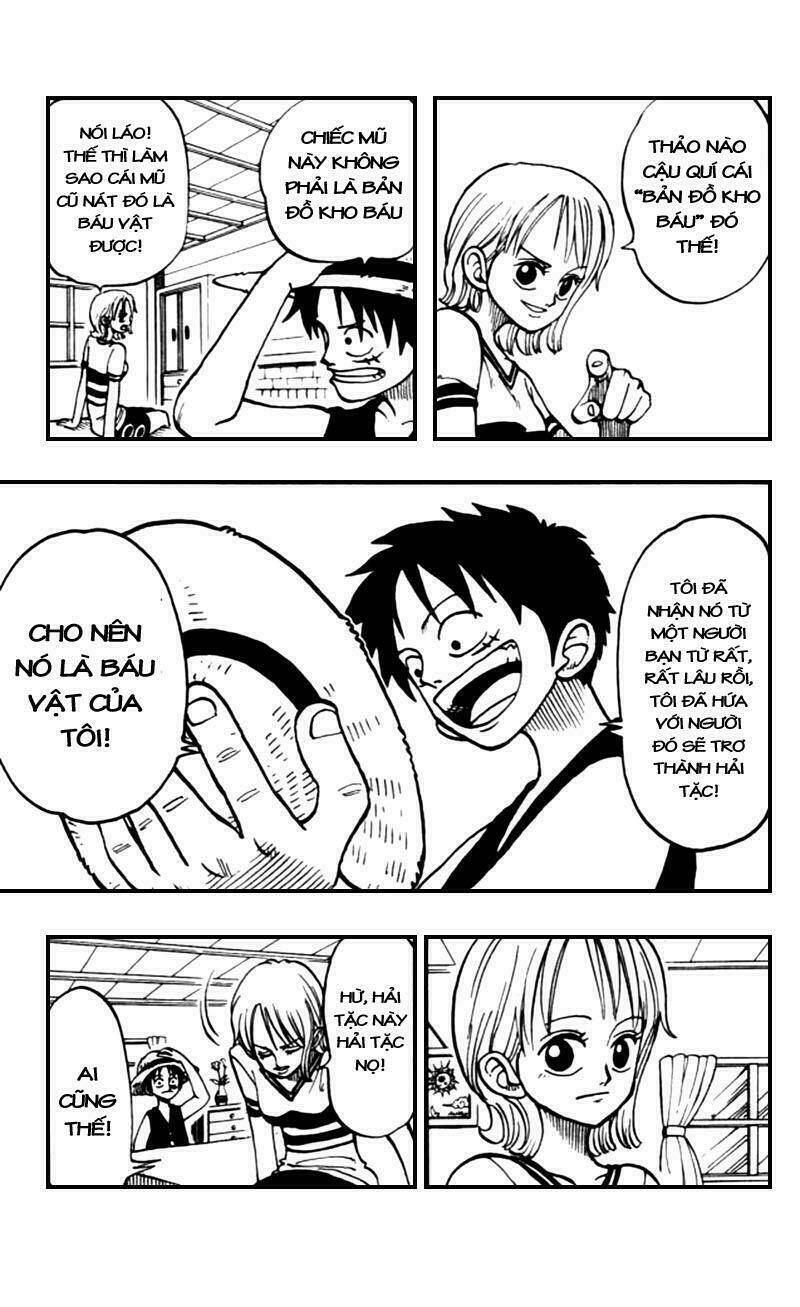 THẢO NÀO
CẬU QUÍ CÁI
“BẢN ĐỒ KHO
BÁU” ĐÓ
THẾ!
CHIẾC MŨ
NÀY KHÔNG
PHẢI LÀ BẢN
ĐỒ KHO BÁU
NÓI LÁO!
THẾ THÌ LÀM
SAO CÁI MŨ
CŨ NÁT ĐÓ LÀ
BÁU VẬT
ĐƯỢC!
TÔI ĐÃ
NHẬN NÓ TỪ
MỘT NGƯỜI
BẠN TỪ RẤT,
RẤT LÂU RỒI,
TÔI ĐÃ HỨA
VỚI NGƯỜI
ĐÓ SẼ TRƠ
THÀNH HẢI
TẶC!
CHO NÊN
NÓ LÀ BÁU
VẬT CỦA
TÔI!
HỪ, HẢI
TẶC NÀY
HẢI TẶC
NỌ!
AI
CŨNG
THẾ!